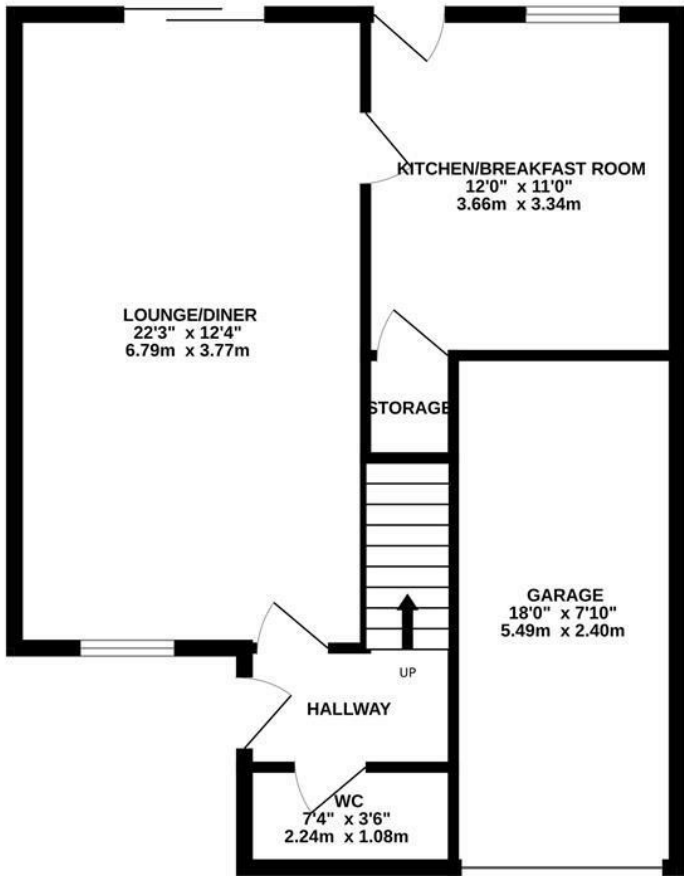 KITCHEN/BREAKFAST ROOM
12'0" x 11'0"
3.66m x 3.34m
LOUNGE/DINER
22'3" x 12'4"
6.79m x 3.77m
STORAGE
GARAGE
18'0" x 7'10"
5.49m x 2.40m
UP
HALLWAY
WC
7'4" x 3'6"
2.24m x 1.08m